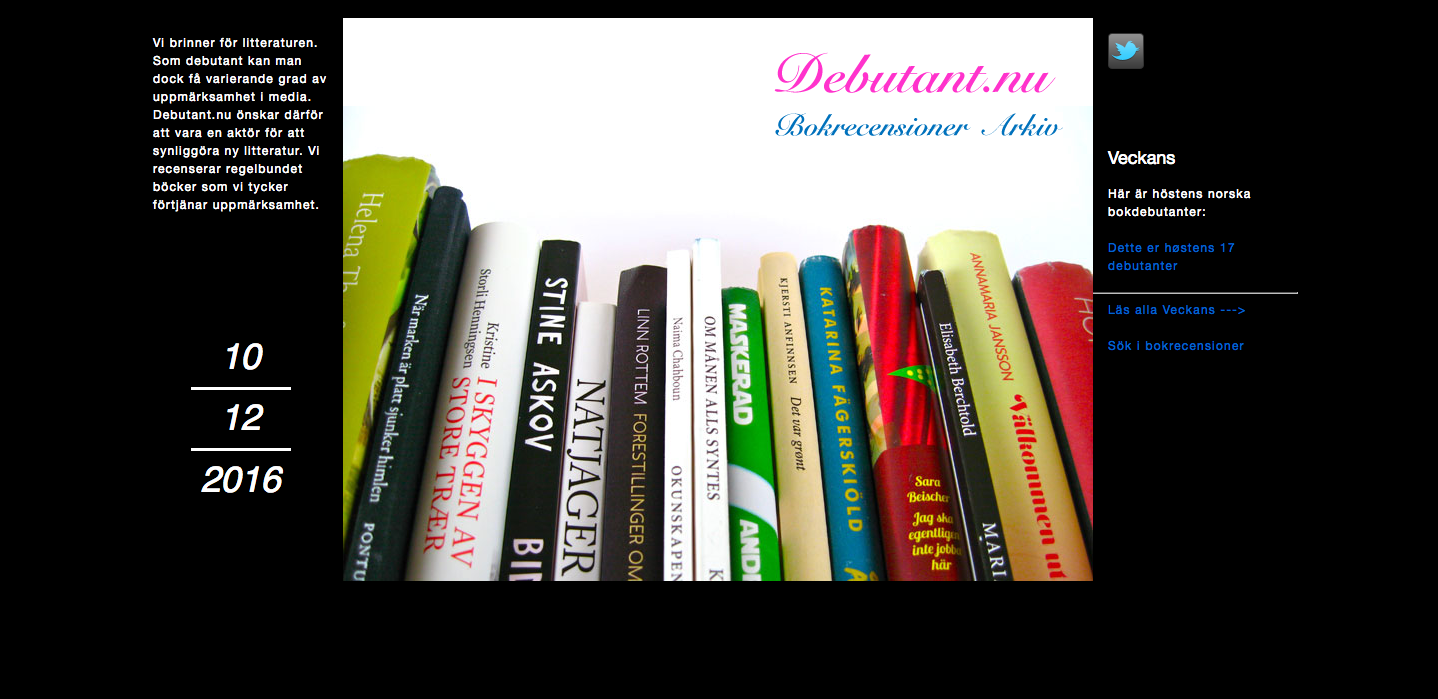 Vi brinner för litteraturen.
Som debutant kan man
dock få varierande grad av
uppmärksamhet i media.
Debutant.nu önskar därför
att vara en aktör för att
synliggöra ny litteratur. Vi
recenserar regelbundet
böcker som vi tycker
förtjänar uppmärksamhet.
10
12
2016
Debutant.nu
Bokrecensioner Arkiv
Helena
När marken är platt sjunker himlen
PONTU
Kristine
Storli Henningsen
I SKYGGEN AV
STORE TRÆR
STINE ASKOV
NATJAGER
LINN ROTTEM FORESTILLINGER OM
Naima Chahboun
OKUNSKAPEN
OM MÅNEN ALLS SYNTES
K
MASKERAD
AND
KJERSTI ANFINNSEN Det var grønt
KATARINA FÄGERSKIÖLD
Sara
Beischer
Jag ska
egentligen
inte jobba
här
Elisabeth Berchtold
MARI
ANNAMARIA JANSSON
Välkommen ut
Veckans
Här är höstens norska
bokdebutanter:
Dette er høstens 17
debutanter
Läs alla Veckans --->
Sök i bokrecensioner